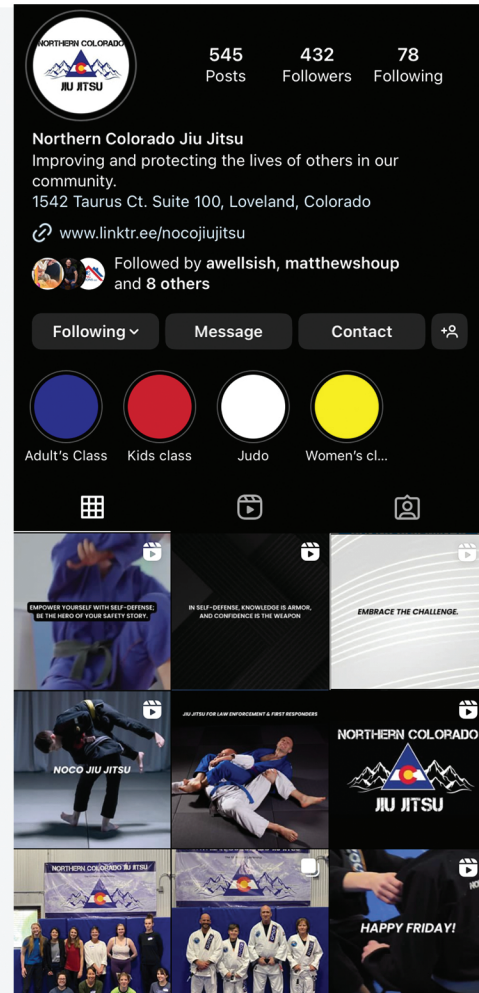 NORTHERN COLORADO
JIU JITSU
545 432 78
Posts Followers Following
Northern Colorado Jiu Jitsu
Improving and protecting the lives of others in our
community.
1542 Taurus Ct. Suite 100, Loveland, Colorado
www.linktr.ee/nocojiujitsu
Followed by awellsish, matthewshoup
and 8 others
Following Message Contact
Adult's Class Kids class Judo Women's cl...
EMPOWER YOURSELF WITH SELF-DEFENSE;
BE THE HERO OF YOUR SAFETY STORY.
IN SELF-DEFENSE, KNOWLEDGE IS ARMOR,
AND CONFIDENCE IS THE WEAPON
EMBRACE THE CHALLENGE.
NOCO JIU JITSU
JIU JITSU FOR LAW ENFORCEMENT & FIRST RESPONDERS
NORTHERN COLORADO
JIU JITSU
NORTHERN COLORADO JIU JITSU
NORTHERN COLORADO JIU JITSU
HAPPY FRIDAY!